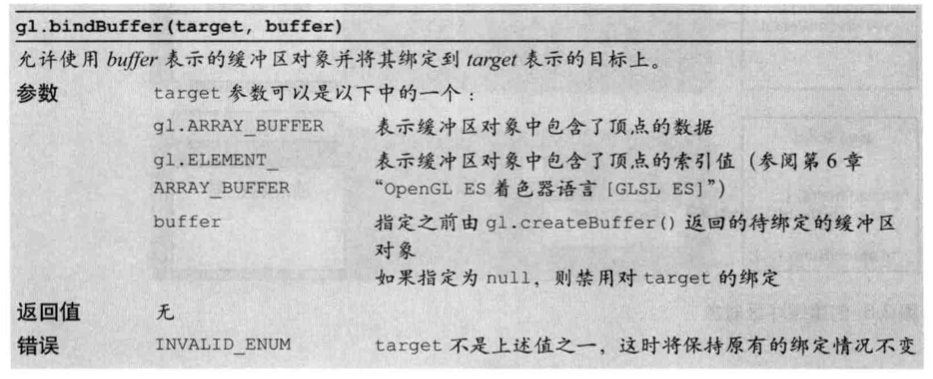 gl.bindBuffer(target, buffer)
允许使用 buffer 表示的缓冲区对象并将其绑定到 target 表示的目标上。
参数 target 参数可以是以下中的一个：
gl.ARRAY_BUFFER 表示缓冲区对象中包含了顶点的数据
gl.ELEMENT_ 表示缓冲区对象中包含了顶点的索引值（参阅第 6 章
ARRAY_BUFFER “OpenGL ES 着色器语言 [GLSL ES]”）
buffer 指定之前由 gl.createBuffer() 返回的待绑定的缓冲区
对象
如果指定为 null，则禁用对 target 的绑定
返回值 无
错误 INVALID_ENUM target 不是上述值之一，这时将保持原有的绑定情况不变